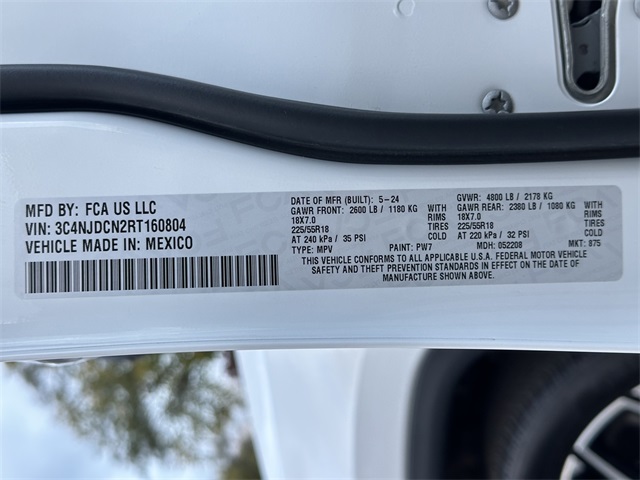 MFD BY: FCA US LLC
VIN: 3C4NJDCN2RT160804
VEHICLE MADE IN: MEXICO
DATE OF MFR (BUILT): 5-24
GAWR FRONT: 2600 LB / 1180 KG WITH
18X7.0 RIMS
225/55R18 TIRES
AT 240 kPa / 35 PSI COLD
TYPE: MPV PAINT: PW7
GVWR: 4800 LB / 2178 KG
GAWR REAR: 2380 LB / 1080 KG WITH
18X7.0 RIMS
225/55R18 TIRES
AT 220 kPa / 32 PSI COLD
MDH: 052208 MKT: 875
THIS VEHICLE CONFORMS TO ALL APPLICABLE U.S.A. FEDERAL MOTOR VEHICLE
SAFETY AND THEFT PREVENTION STANDARDS IN EFFECT ON THE DATE OF
MANUFACTURE SHOWN ABOVE.